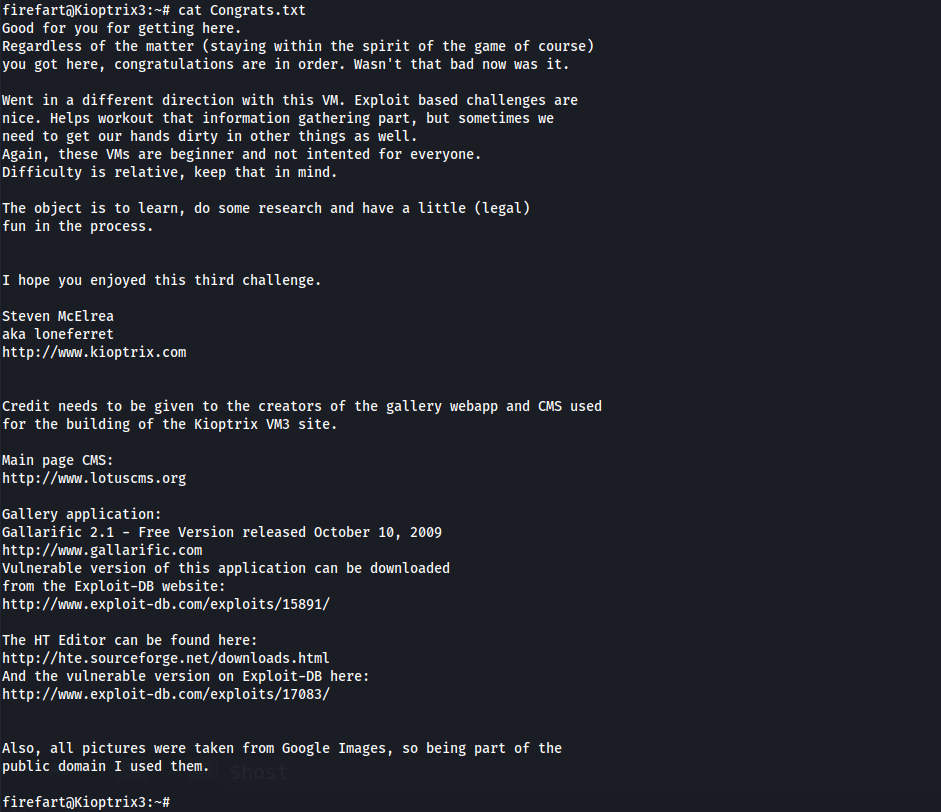 firefart@Kioptrix3:~# cat Congrats.txt
Good for you for getting here.
Regardless of the matter (staying within the spirit of the game of course)
you got here, congratulations are in order. Wasn't that bad now was it.
Went in a different direction with this VM. Exploit based challenges are
nice. Helps workout that information gathering part, but sometimes we
need to get our hands dirty in other things as well.
Again, these VMs are beginner and not intented for everyone.
Difficulty is relative, keep that in mind.
The object is to learn, do some research and have a little (legal)
fun in the process.
I hope you enjoyed this third challenge.
Steven McElrea
aka loneferret
http://www.kioptrix.com
Credit needs to be given to the creators of the gallery webapp and CMS used
for the building of the Kioptrix VM3 site.
Main page CMS:
http://www.lotuscms.org
Gallery application:
Gallarific 2.1 - Free Version released October 10, 2009
http://www.gallarific.com
Vulnerable version of this application can be downloaded
from the Exploit-DB website:
http://www.exploit-db.com/exploits/15891/
The HT Editor can be found here:
http://hte.sourceforge.net/downloads.html
And the vulnerable version on Exploit-DB here:
http://www.exploit-db.com/exploits/17083/
Also, all pictures were taken from Google Images, so being part of the
public domain I used them.
$host
firefart@Kioptrix3:~#